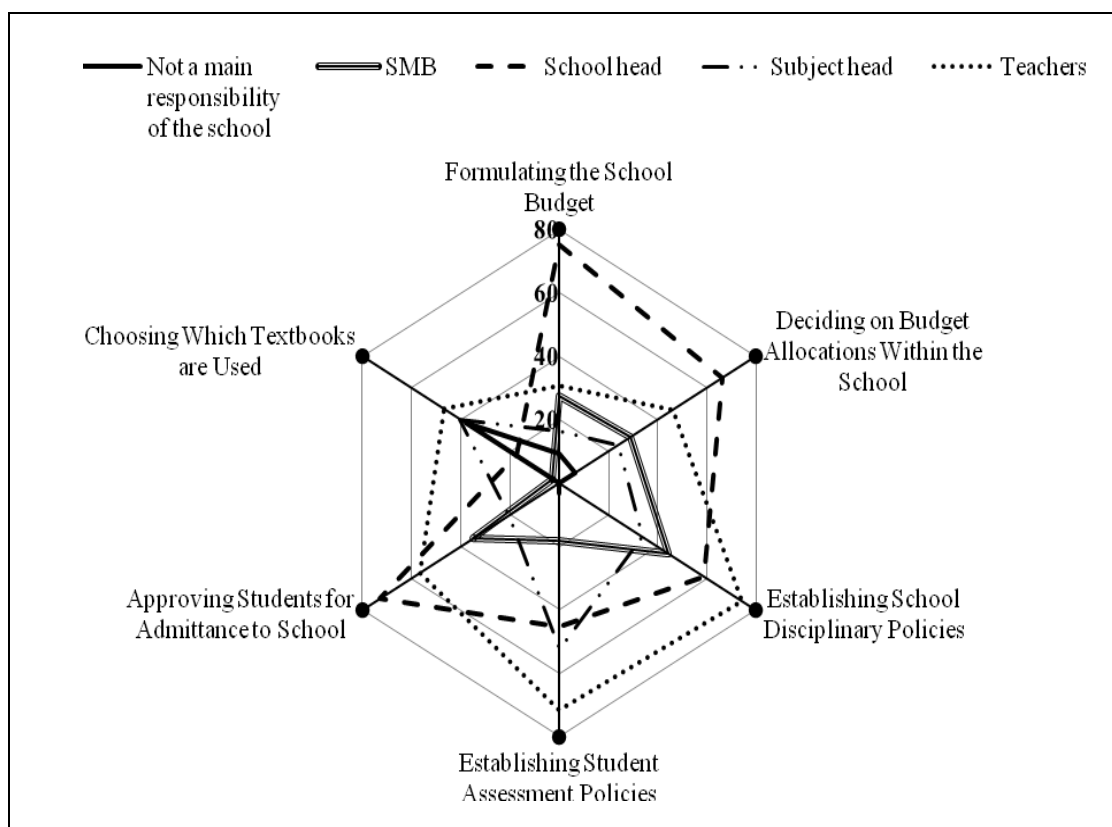 Not a main
responsibility
of the school
SMB
School head
Subject head
Teachers
Formulating the School
Budget
80
60
40
20
Deciding on Budget
Allocations Within the
School
Establishing School
Disciplinary Policies
Establishing Student
Assessment Policies
Approving Students for
Admittance to School
Choosing Which Textbooks
are Used